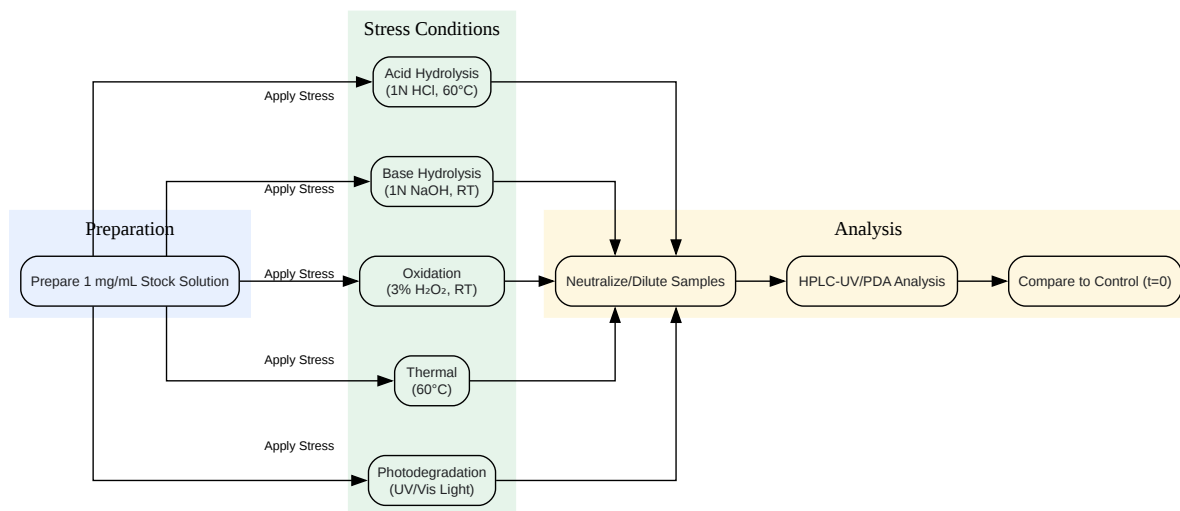 Stress Conditions
Acid Hydrolysis
(1N HCl, 60°C)
Apply Stress
Base Hydrolysis
(1N NaOH, RT)
Apply Stress
Preparation
Analysis
Prepare 1 mg/mL Stock Solution
Apply Stress
Oxidation
(3% H₂O₂, RT)
Neutralize/Dilute Samples
HPLC-UV/PDA Analysis
Compare to Control (t=0)
Apply Stress
Thermal
(60°C)
Apply Stress
Photodegradation
(UV/Vis Light)